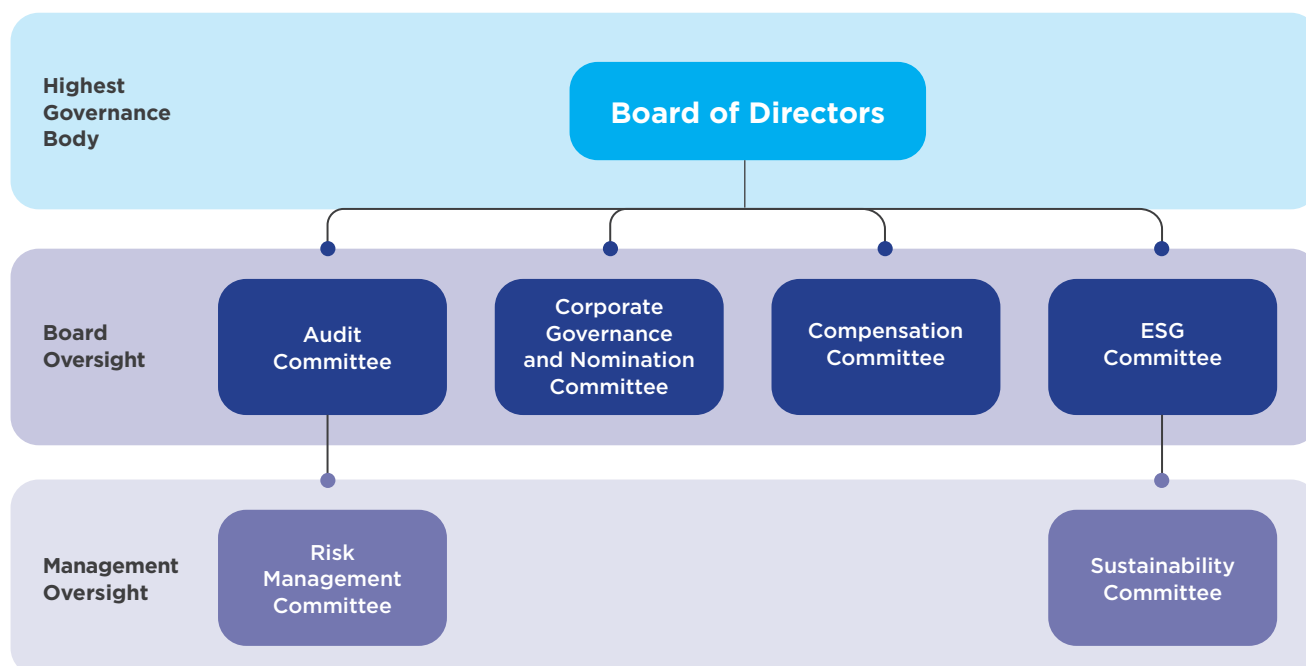 Highest
Governance
Body
Board of Directors
Board
Oversight
Audit
Committee
Corporate
Governance
and Nomination
Committee
Compensation
Committee
ESG
Committee
Management
Oversight
Risk
Management
Committee
Sustainability
Committee